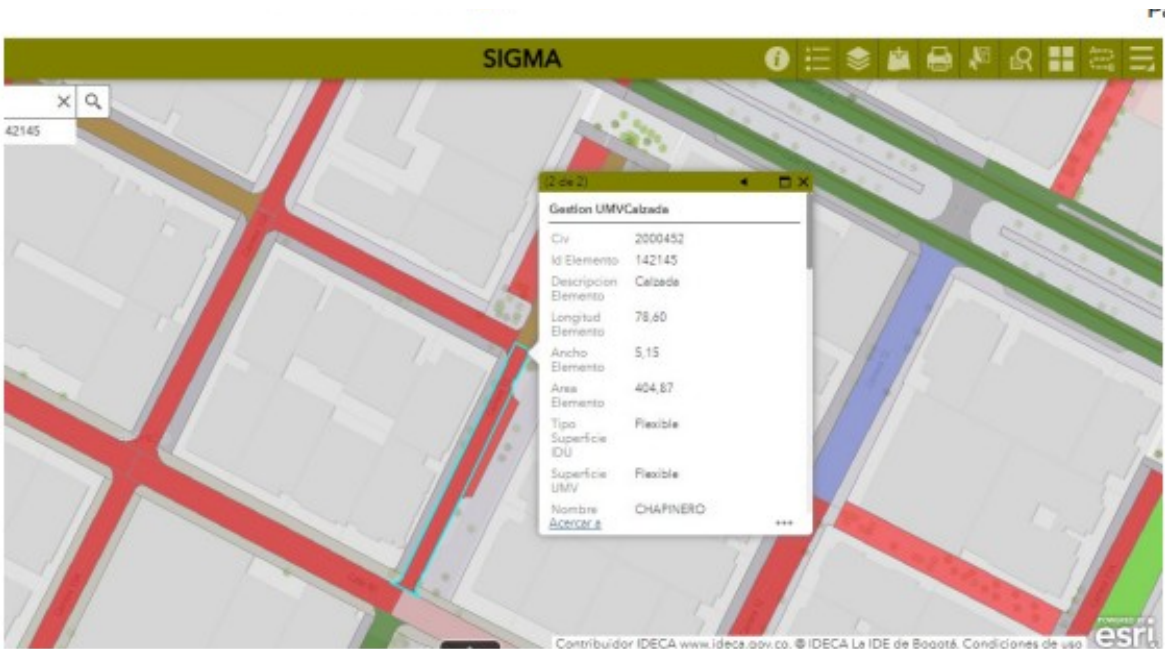 SIGMA
42145
(2 de 2)
Gestion UMVCalzada
Civ 2000452
Id Elemento 142145
Descripcion Calzada
Elemento
Longitud 78,60
Elemento
Ancho 5,15
Elemento
Area 404,87
Elemento
Tipo Flexible
Superficie
IDU
Superficie Flexible
UMV
Nombre CHAPINERO
Acercar a
Contribuidor IDECA www.ideca.gov.co. © IDECA La IDE de Bogotá. Condiciones de uso
POWERED BY
esri